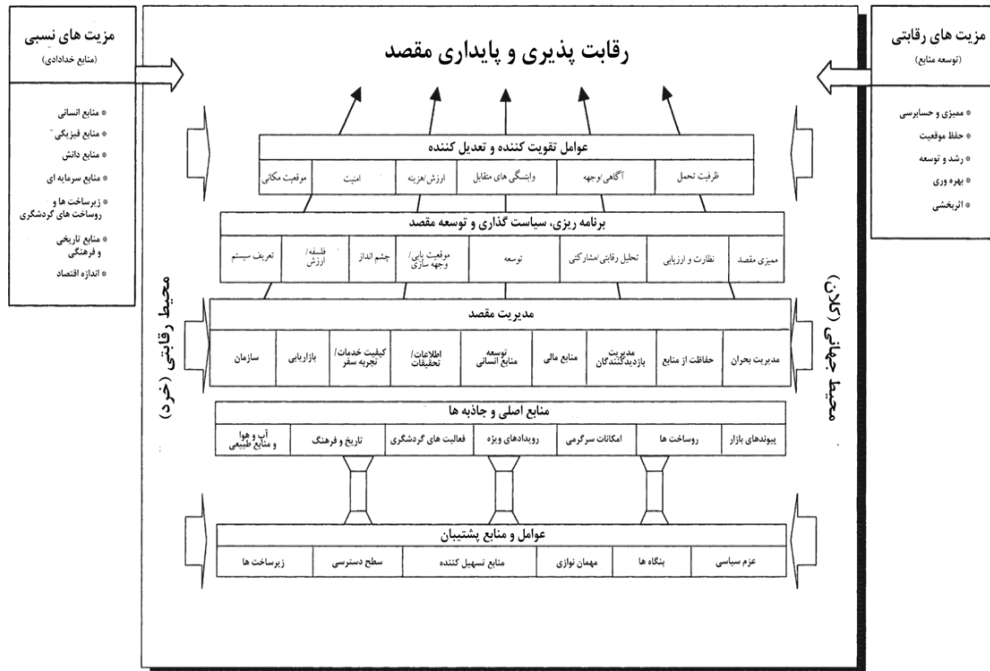 رقابت پذیری و پایداری مقصد
مزیت های رقابتی
(توسعه منابع)
* ممیزی و حسابرسی
* حفظ موقعیت
* رشد و توسعه
* بهره وری
* اثربخشی
مزیت های نسبی
(منابع خدادادی)
* منابع انسانی
* منابع فیزیکی
* منابع دانش
* منابع سرمایه ای
* زیرساخت ها و
روساخت های گردشگری
* منابع تاریخی
و فرهنگی
* اندازه اقتصاد
محیط جهانی (کلان)
محیط رقابتی (خرد)
عوامل تقویت کننده و تعدیل کننده
ظرفیت تحمل
آگاهی/وجهه
وابستگی های متقابل
ارزش/هزینه
امنیت
موقعیت مکانی
برنامه ریزی، سیاست گذاری و توسعه مقصد
ممیزی مقصد
نظارت و ارزیابی
تحلیل رقابتی/مشارکتی
توسعه
موقعیت یابی/
وجهه سازی
چشم انداز
فلسفه/
ارزش
تعریف سیستم
مدیریت مقصد
مدیریت بحران
حفاظت از منابع
مدیریت
بازدیدکنندگان
منابع مالی
توسعه
منابع انسانی
اطلاعات/
تحقیقات
کیفیت خدمات/
تجربه سفر
بازاریابی
سازمان
منابع اصلی و جاذبه ها
پیوندهای بازار
روساخت ها
امکانات سرگرمی
رویدادهای ویژه
فعالیت های گردشگری
تاریخ و فرهنگ
آب و هوا
و منابع طبیعی
عوامل و منابع پشتیبان
عزم سیاسی
بنگاه ها
مهمان نوازی
منابع تسهیل کننده
سطح دسترسی
زیرساخت ها